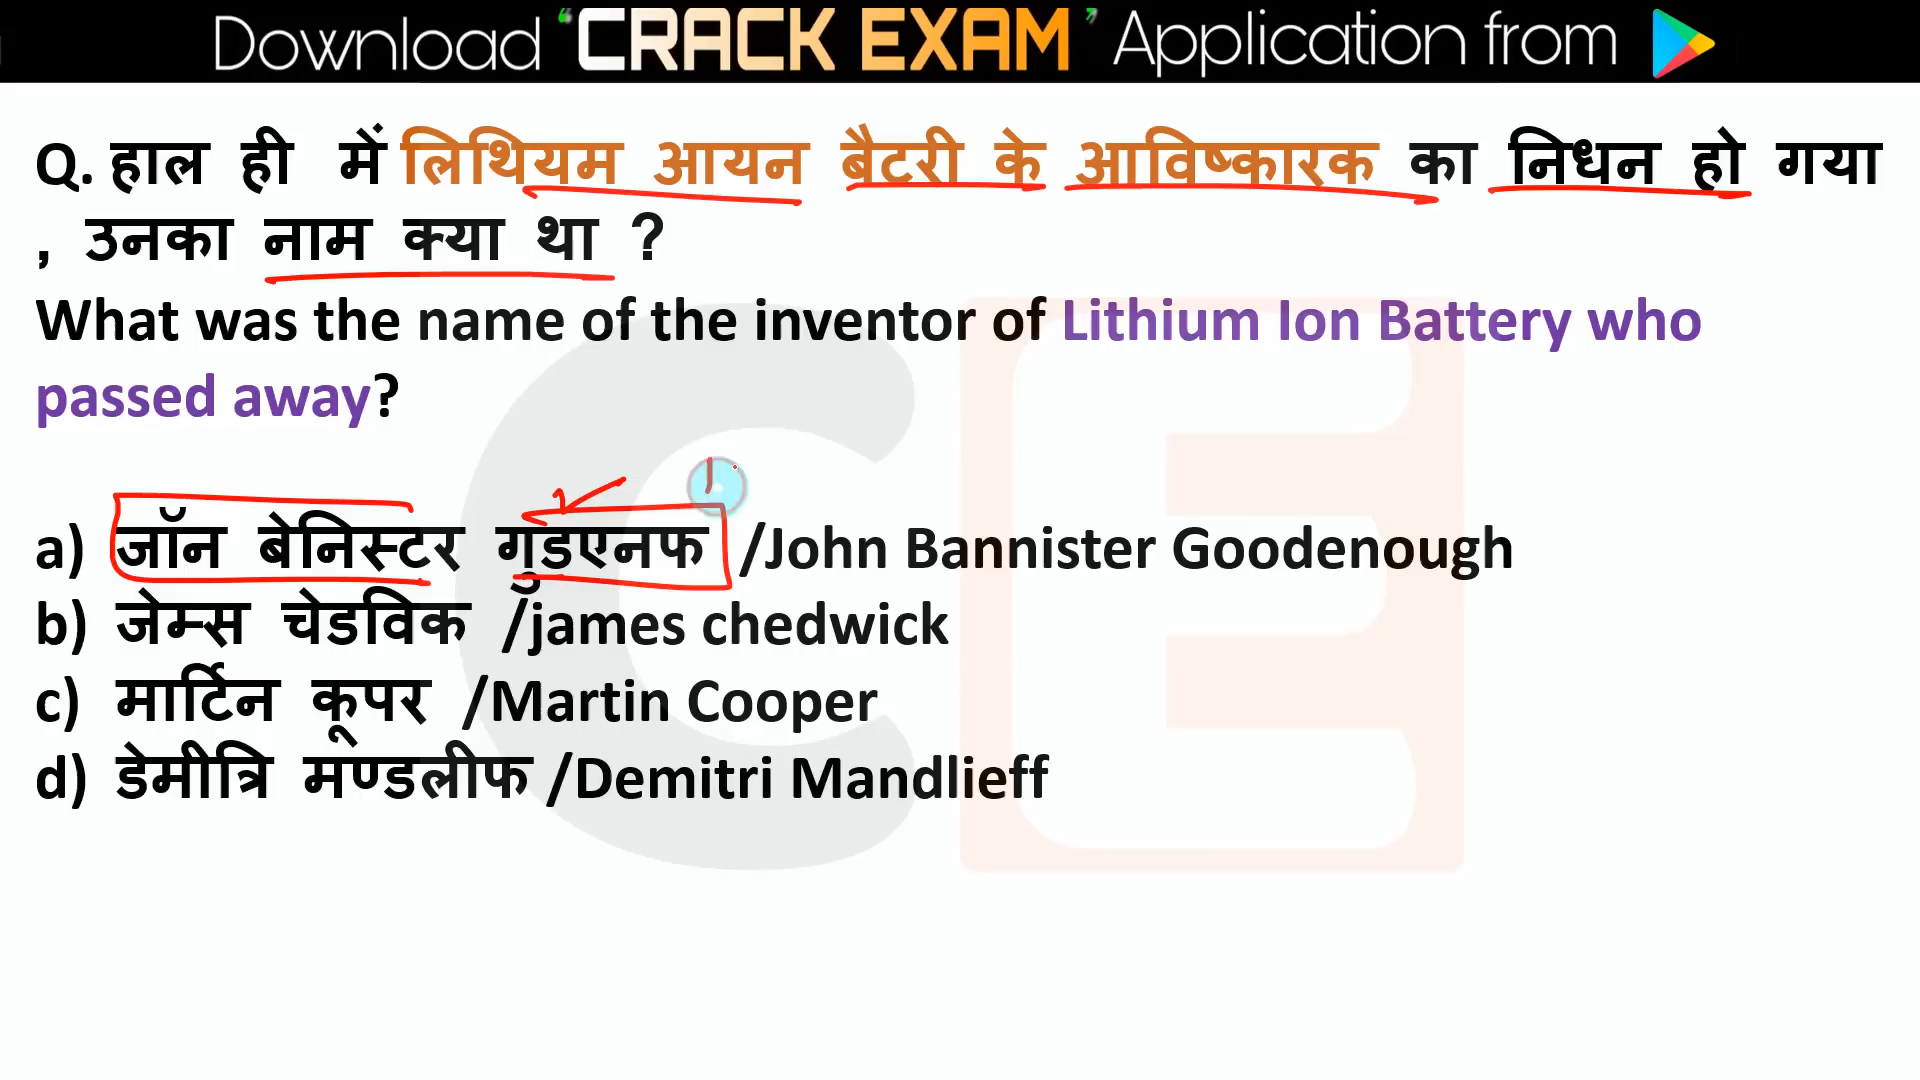 Download “CRACK EXAM” Application from
Q. हाल ही में लिथियम आयन बैटरी के आविष्कारक का निधन हो गया
, उनका नाम क्या था ?
What was the name of the inventor of Lithium Ion Battery who
passed away?
a) जॉन बेनिस्टर गुडएनफ /John Bannister Goodenough
b) जेम्स चेडविक /james chedwick
c) मार्टिन कूपर /Martin Cooper
d) डेमीत्रि मण्डलीफ /Demitri Mandlieff
CE